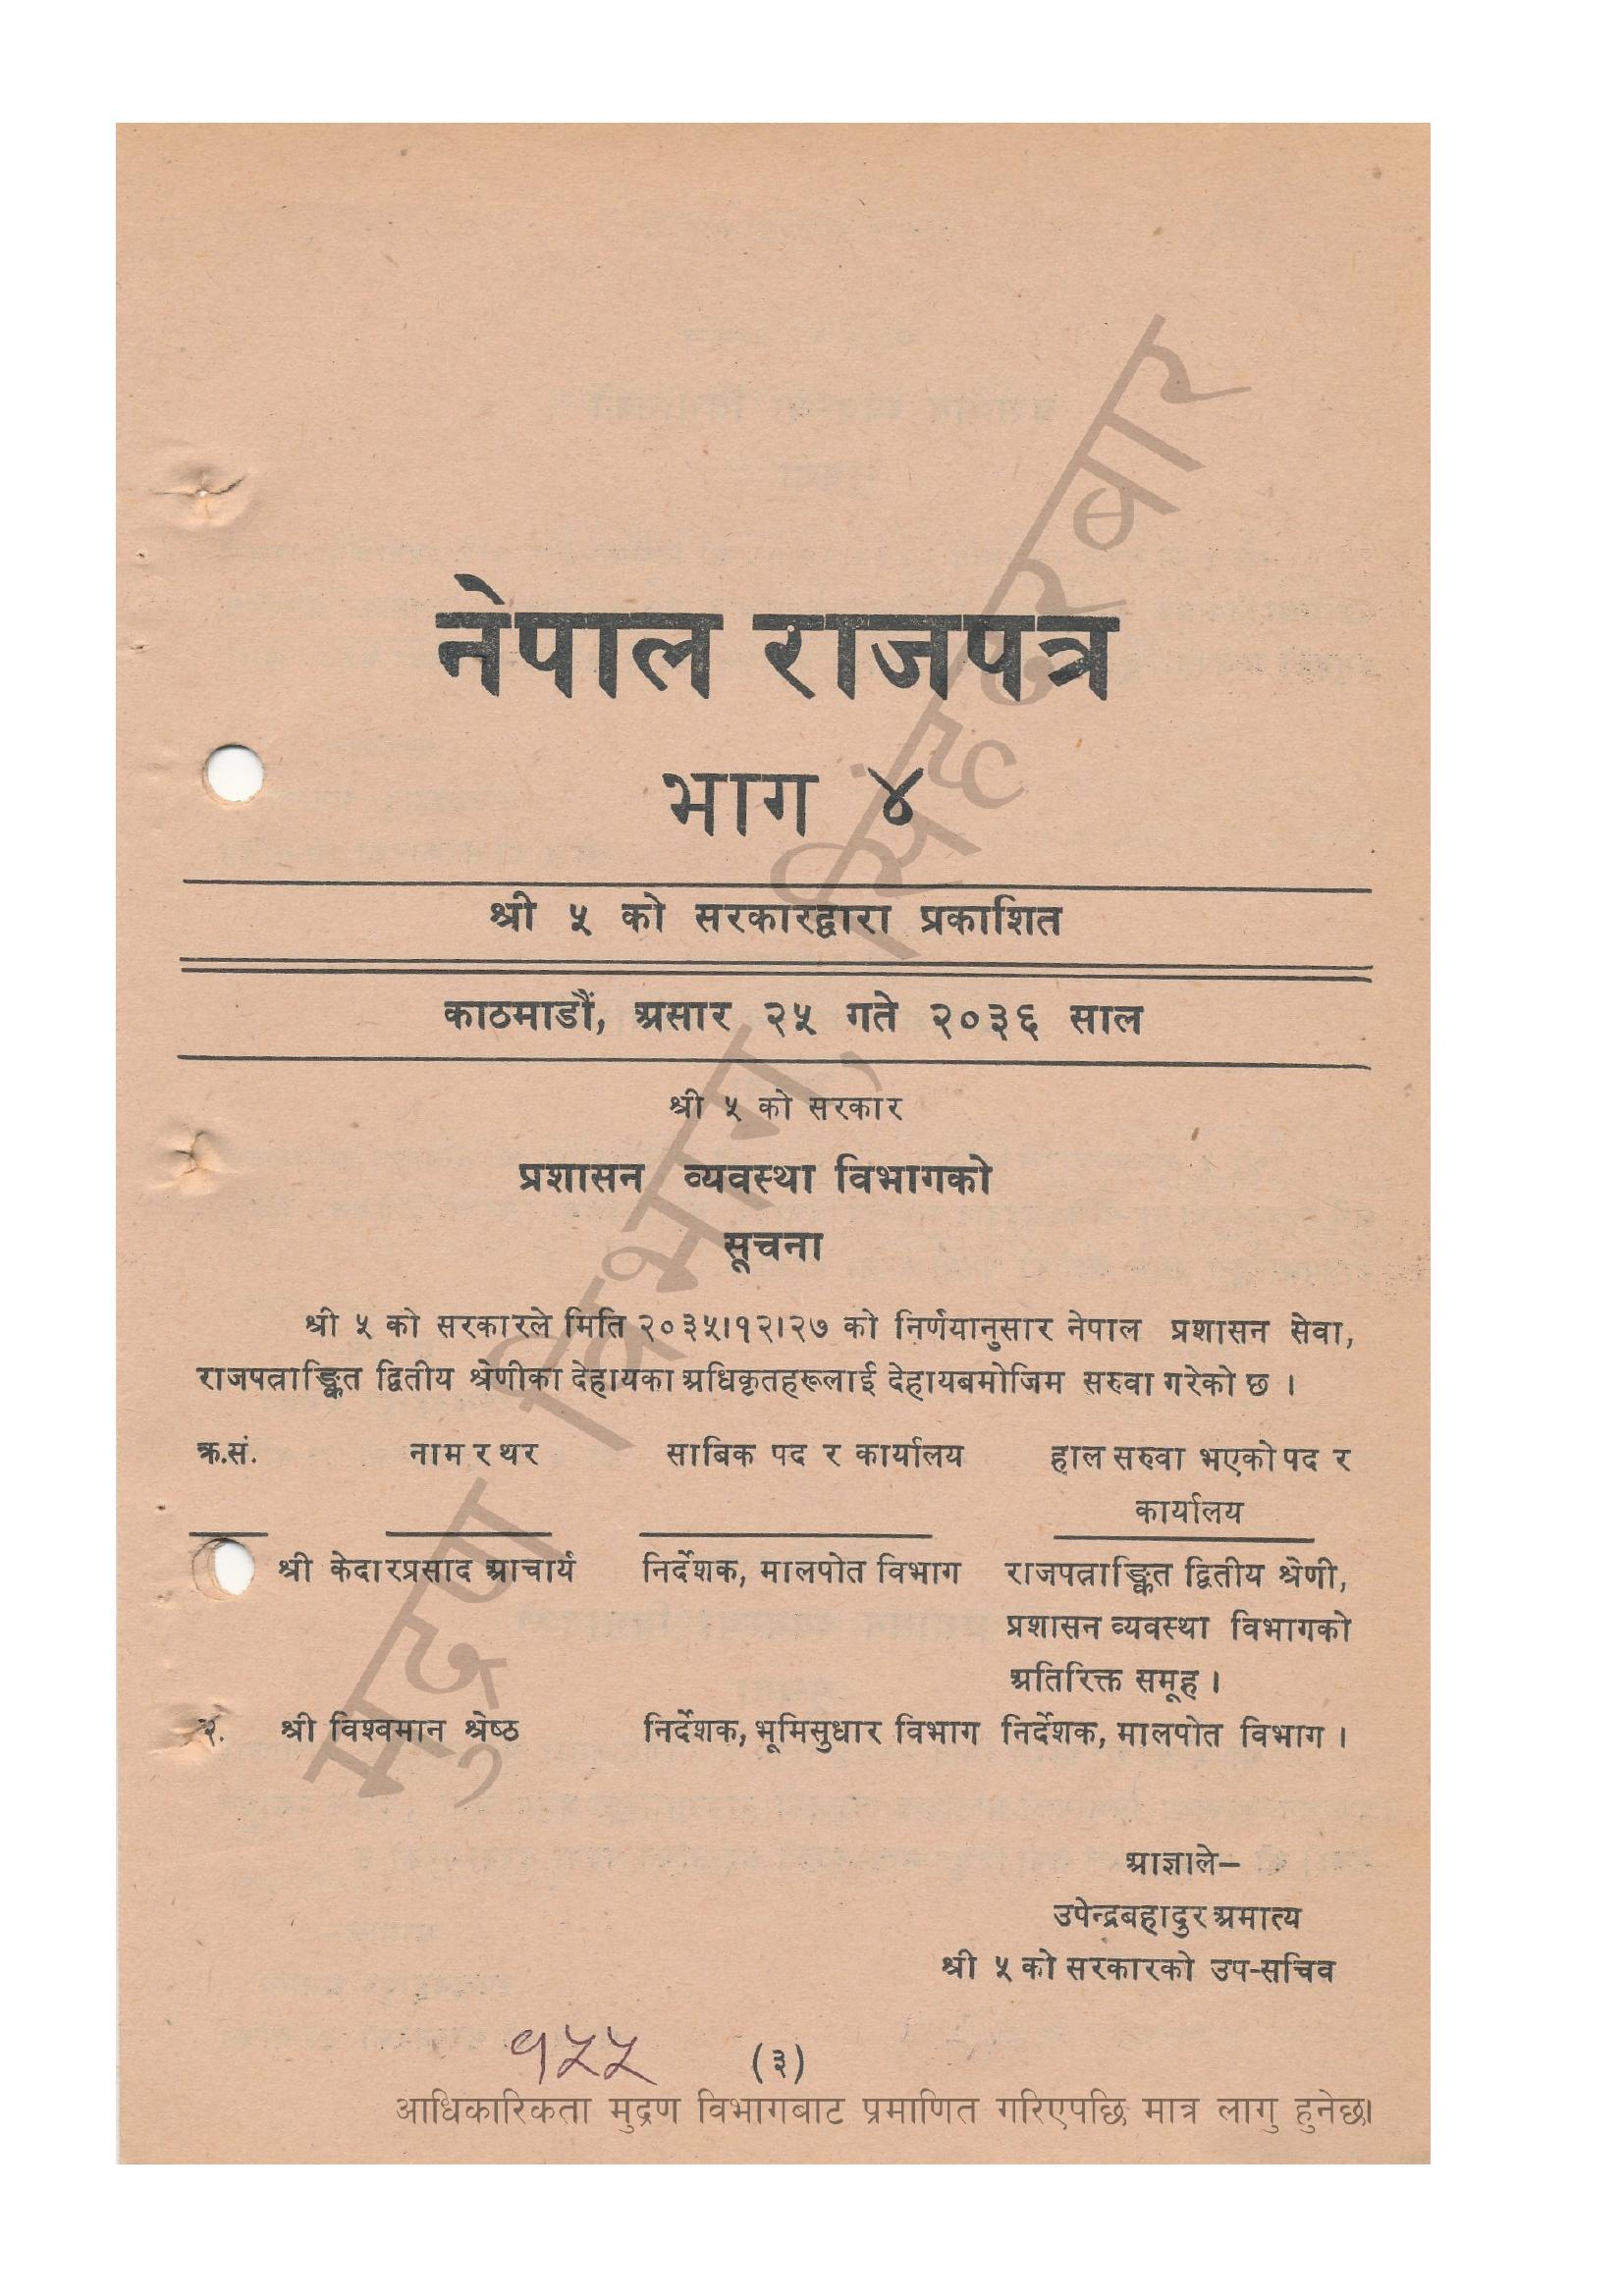 नेपाल राजपत्र
भाग ४
श्री ५ को सरकारद्वारा प्रकाशित
काठमाडौं, असार २५ गते २०३६ साल
श्री ५ को सरकार
प्रशासन व्यवस्था विभागको
सूचना
श्री ५ को सरकारले मिति २०३५।१२।२७ को निर्णयानुसार नेपाल प्रशासन सेवा,
राजपत्राङ्कित द्वितीय श्रेणीका देहायका अधिकृतहरूलाई देहायबमोजिम सरुवा गरेको छ ।
क्र.सं. नाम र थर साबिक पद र कार्यालय हाल सरुवा भएको पद र
कार्यालय
श्री केदारप्रसाद आचार्य निर्देशक, मालपोत विभाग राजपत्राङ्कित द्वितीय श्रेणी,
प्रशासन व्यवस्था विभागको
अतिरिक्त समूह ।
२. श्री विश्वमान श्रेष्ठ निर्देशक, भूमिसुधार विभाग निर्देशक, मालपोत विभाग ।
आज्ञाले–
उपेन्द्रबहादुर अमात्य
श्री ५ को सरकारको उप-सचिव
१५५ (३)
आधिकारिकता मुद्रण विभागबाट प्रमाणित गरिएपछि मात्र लागु हुनेछ।
मुद्रण विभाग, सिंहदरबार